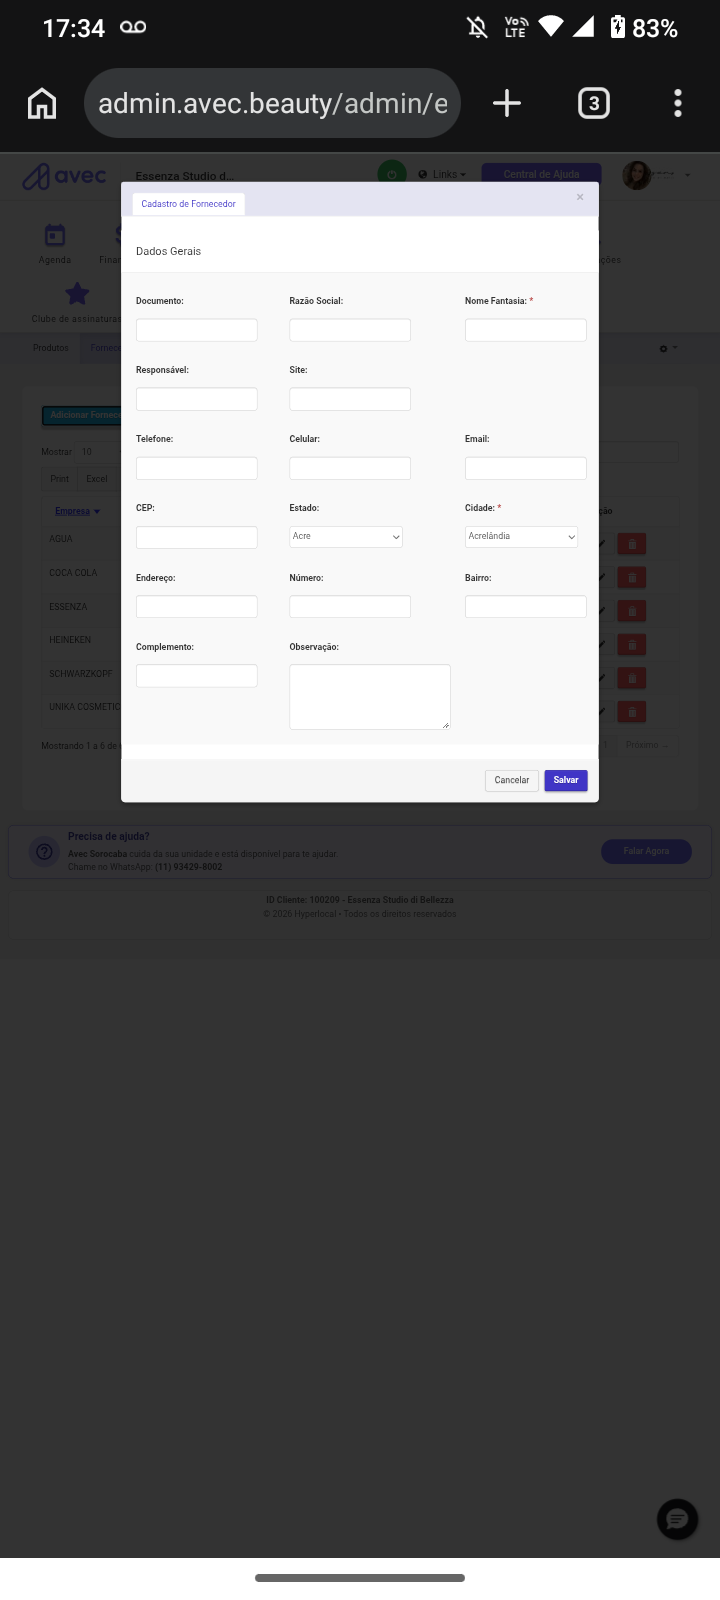 17:34
Vo LTE
83%
admin.avec.beauty/admin/e
3
avec
Essenza Studio d...
Links
Central de Ajuda
Cadastro de Fornecedor
×
Agenda
Dados Gerais
Clube de assinaturas
Produtos
Documento:
Razão Social:
Nome Fantasia: *
Responsável:
Site:
Adicionar Fornece
Telefone:
Celular:
Email:
Mostrar
10
Print
Excel
CEP:
Estado:
Cidade: *
Empresa
Acre
Acrelândia
AGUA
COCA COLA
Endereço:
Número:
Bairro:
ESSENZA
HEINEKEN
Complemento:
Observação:
SCHWARZKOPF
UNIKA COSMETIC
Mostrando 1 a 6 de
1
Próximo →
Cancelar
Salvar
Precisa de ajuda?
Avec Sorocaba cuida da sua unidade e está disponível para te ajudar.
Chame no WhatsApp: (11) 93429-8002
Falar Agora
ID Cliente: 100209 - Essenza Studio di Bellezza
© 2026 Hyperlocal • Todos os direitos reservados